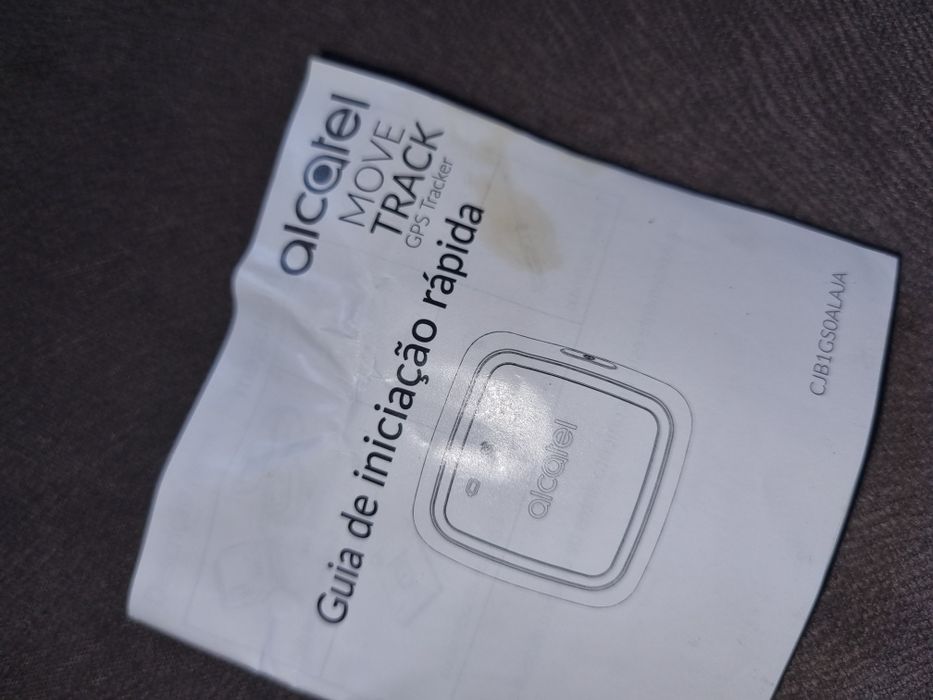 alcatel
MOVE
TRACK
GPS Tracker
Guia de iniciação rápida
alcatel
CJB1GS0ALAJA